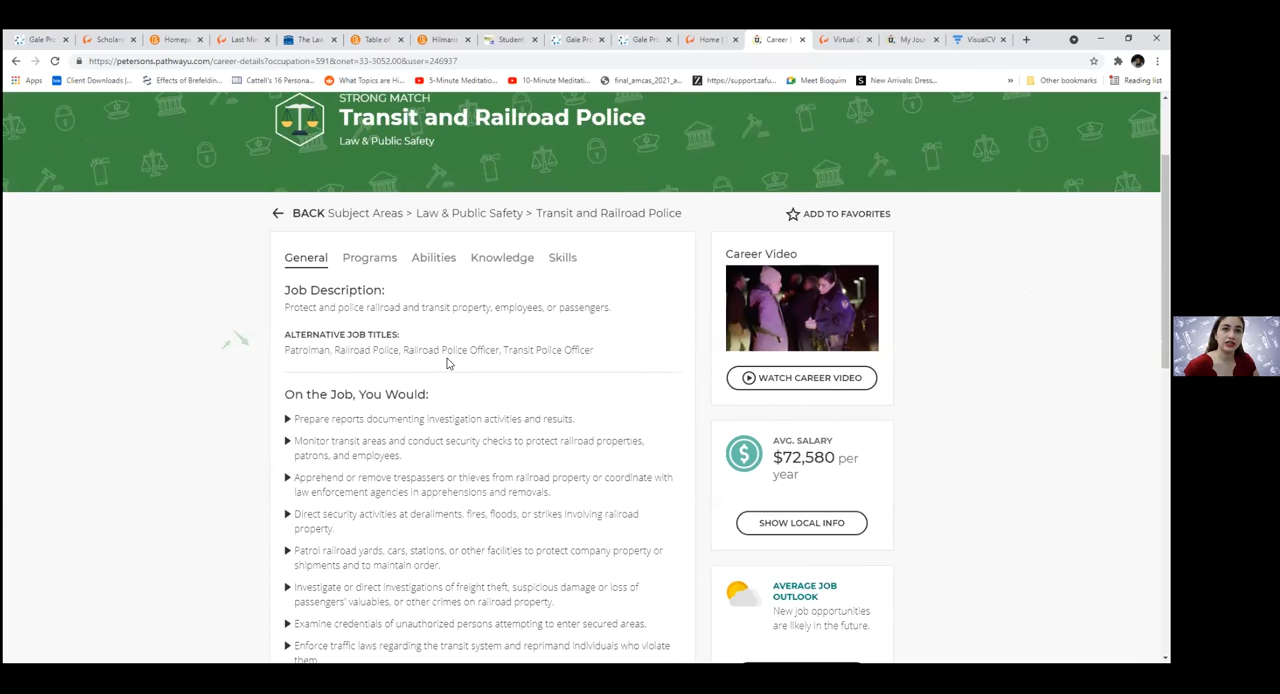 Gale Pro
Scholar
Homep
Last Min
The Law
Table of
Hilmaris
Student
Gale Pro
Gale Pro
Home |
Career |
Virtual C
My Jour
VisualCV
https://petersons.pathwayu.com/career-details?occupation=591&onet=33-3052.00&user=246937
Apps
Client Downloads |...
Effects of Brefeldin...
Cattell's 16 Persona...
What Topics are Hi...
5-Minute Meditatio...
10-Minute Meditati...
final_amcas_2021_a...
https://support.zafu...
Meet Bioquim
New Arrivals: Dress...
»
Other bookmarks
Reading list
STRONG MATCH
Transit and Railroad Police
Law & Public Safety
BACK Subject Areas > Law & Public Safety > Transit and Railroad Police
ADD TO FAVORITES
General Programs Abilities Knowledge Skills
Job Description:
Protect and police railroad and transit property, employees, or passengers.
ALTERNATIVE JOB TITLES:
Patrolman, Railroad Police, Railroad Police Officer, Transit Police Officer
On the Job, You Would:
Prepare reports documenting investigation activities and results.
Monitor transit areas and conduct security checks to protect railroad properties,
patrons, and employees.
Apprehend or remove trespassers or thieves from railroad property or coordinate with
law enforcement agencies in apprehensions and removals.
Direct security activities at derailments, fires, floods, or strikes involving railroad
property.
Patrol railroad yards, cars, stations, or other facilities to protect company property or
shipments and to maintain order.
Investigate or direct investigations of freight theft, suspicious damage or loss of
passengers' valuables, or other crimes on railroad property.
Examine credentials of unauthorized persons attempting to enter secured areas.
Enforce traffic laws regarding the transit system and reprimand individuals who violate
them.
Career Video
WATCH CAREER VIDEO
AVG. SALARY
$72,580 per
year
SHOW LOCAL INFO
AVERAGE JOB
OUTLOOK
New job opportunities
are likely in the future.